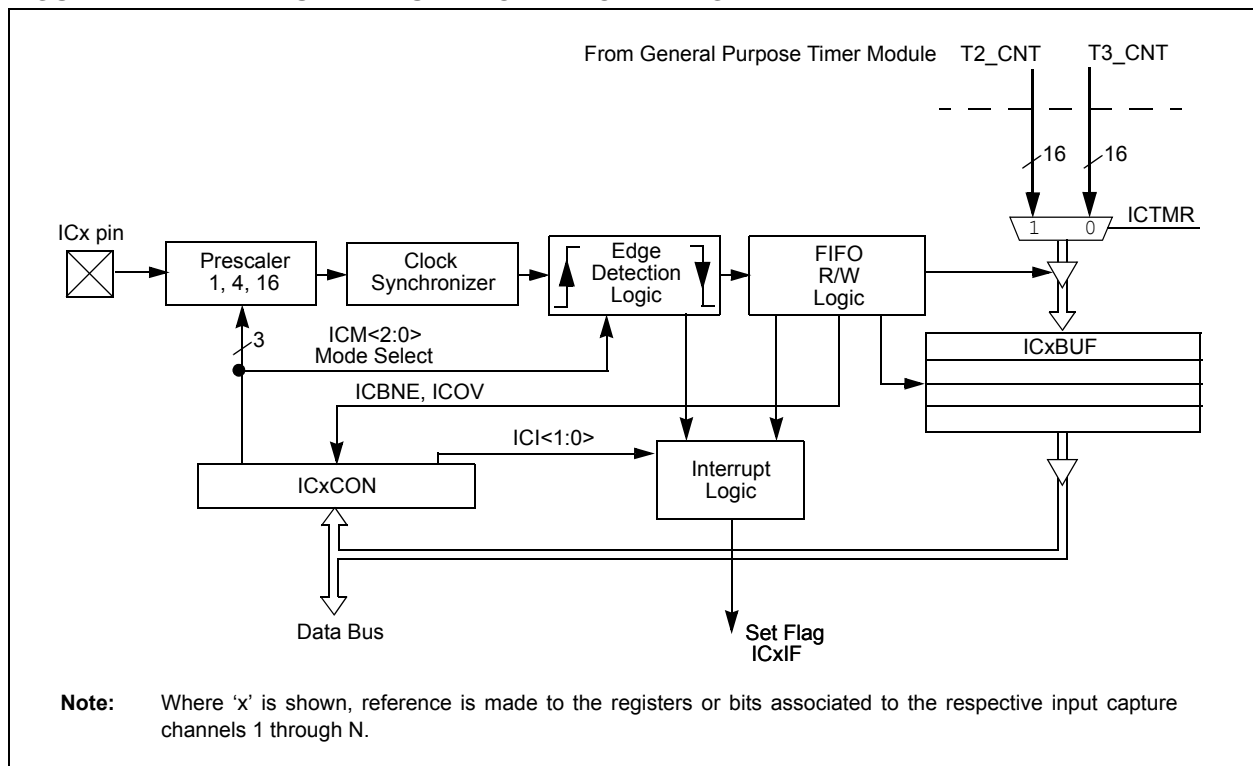 From General Purpose Timer Module T2_CNT T3_CNT
16 16
ICx pin
1 0
ICTMR
Prescaler
1, 4, 16
Clock
Synchronizer
Edge
Detection
Logic
FIFO
R/W
Logic
3
ICM<2:0>
Mode Select
ICxBUF
ICBNE, ICOV
ICI<1:0>
ICxCON
Interrupt
Logic
Data Bus
Set Flag
ICxIF
Note: Where ‘x’ is shown, reference is made to the registers or bits associated to the respective input capture
channels 1 through N.